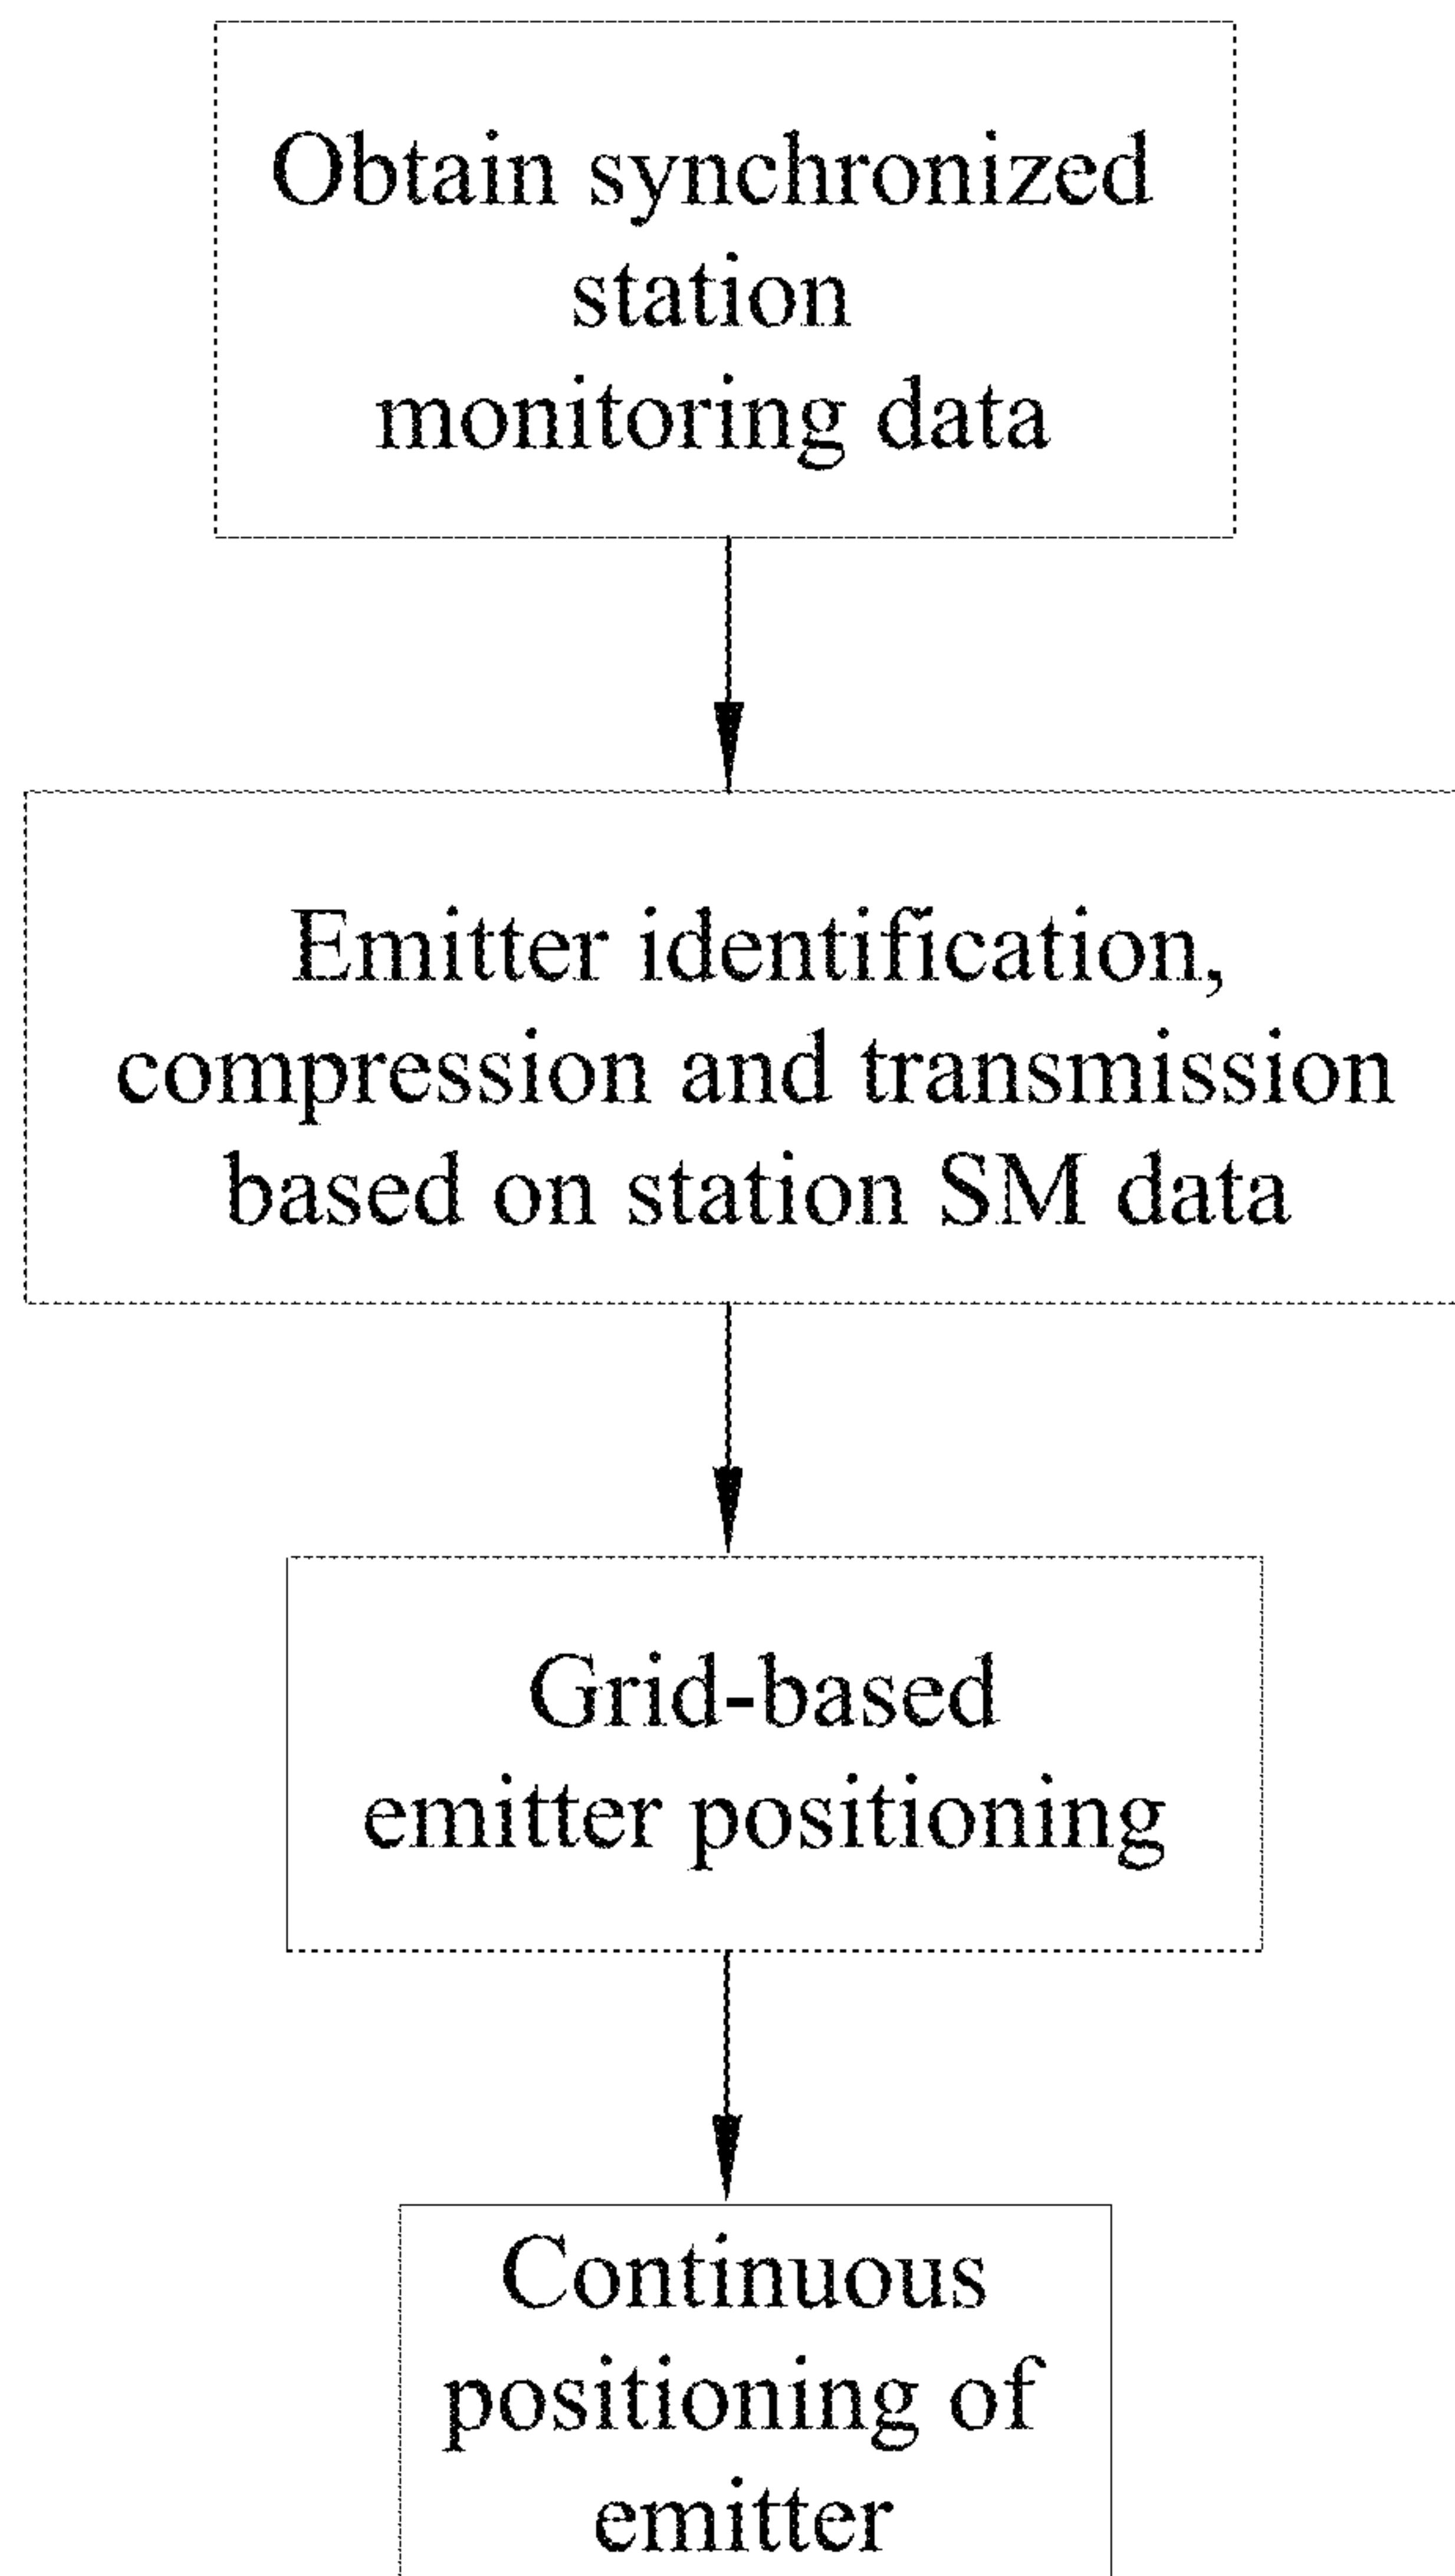 Obtain synchronized
station
monitoring data
Emitter identification,
compression and transmission
based on station SM data
Grid-based
emitter positioning
Continuous
positioning of
emitter